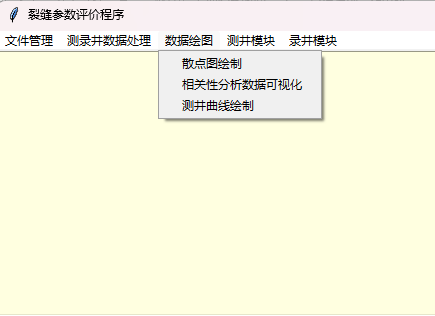 裂缝参数评价程序
文件管理 测录井数据处理 数据绘图 测井模块 录井模块
散点图绘制
相关性分析数据可视化
测井曲线绘制